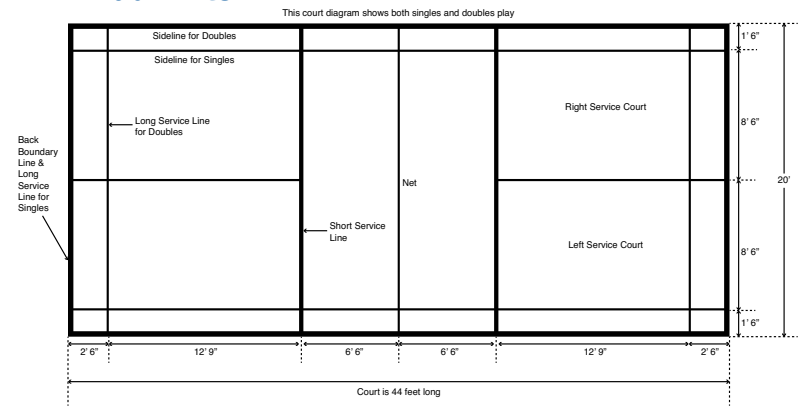 This court diagram shows both singles and doubles play
Sideline for Doubles
1' 6"
Sideline for Singles
Right Service Court
Long Service Line
for Doubles
8' 6"
Back
Boundary
Line &
Long
Service
Line for
Singles
Net
20'
Short Service
Line
Left Service Court
8' 6"
1' 6"
2' 6"
12' 9"
6' 6"
6' 6"
12' 9"
2' 6"
Court is 44 feet long